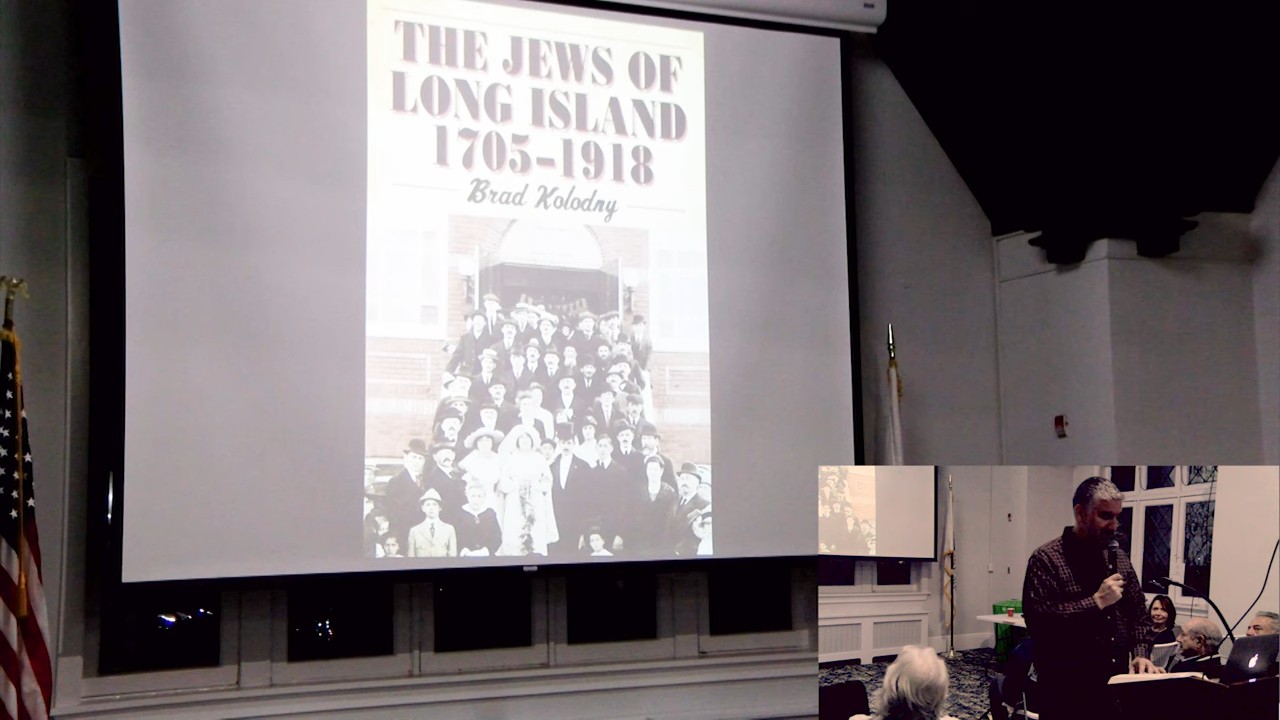 THE JEWS OF
LONG ISLAND
1705–1918
Brad Kolodny